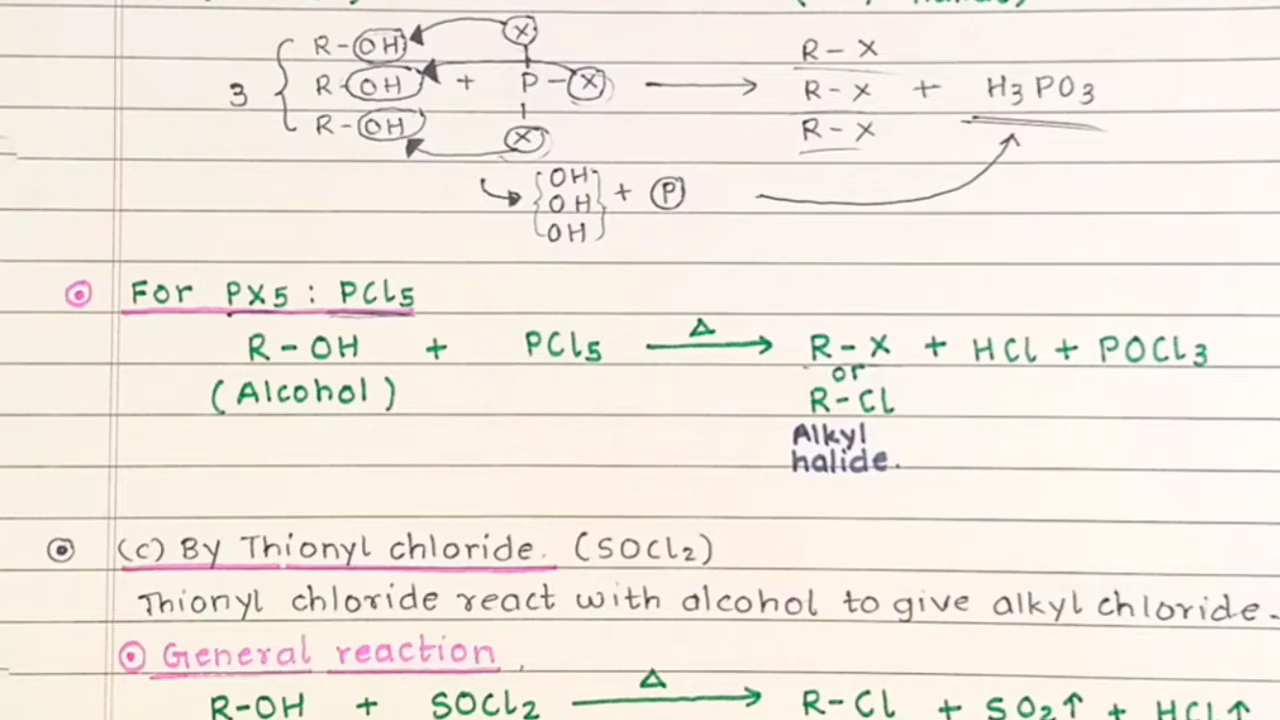 R-OH X R-X
3 R-OH + P-X ⟶ R-X + H3PO3
R-OH X R-X
OH
OH + P
OH
For PX5 : PCl5
R-OH + PCl5 Δ⟶ R-X + HCl + POCl3
or
(Alcohol) R-Cl
Alkyl
halide.
(c) By Thionyl chloride. (SOCl2)
Thionyl chloride react with alcohol to give alkyl chloride.
General reaction
R-OH + SOCl2 Δ⟶ R-Cl + SO2↑ + HCl↑